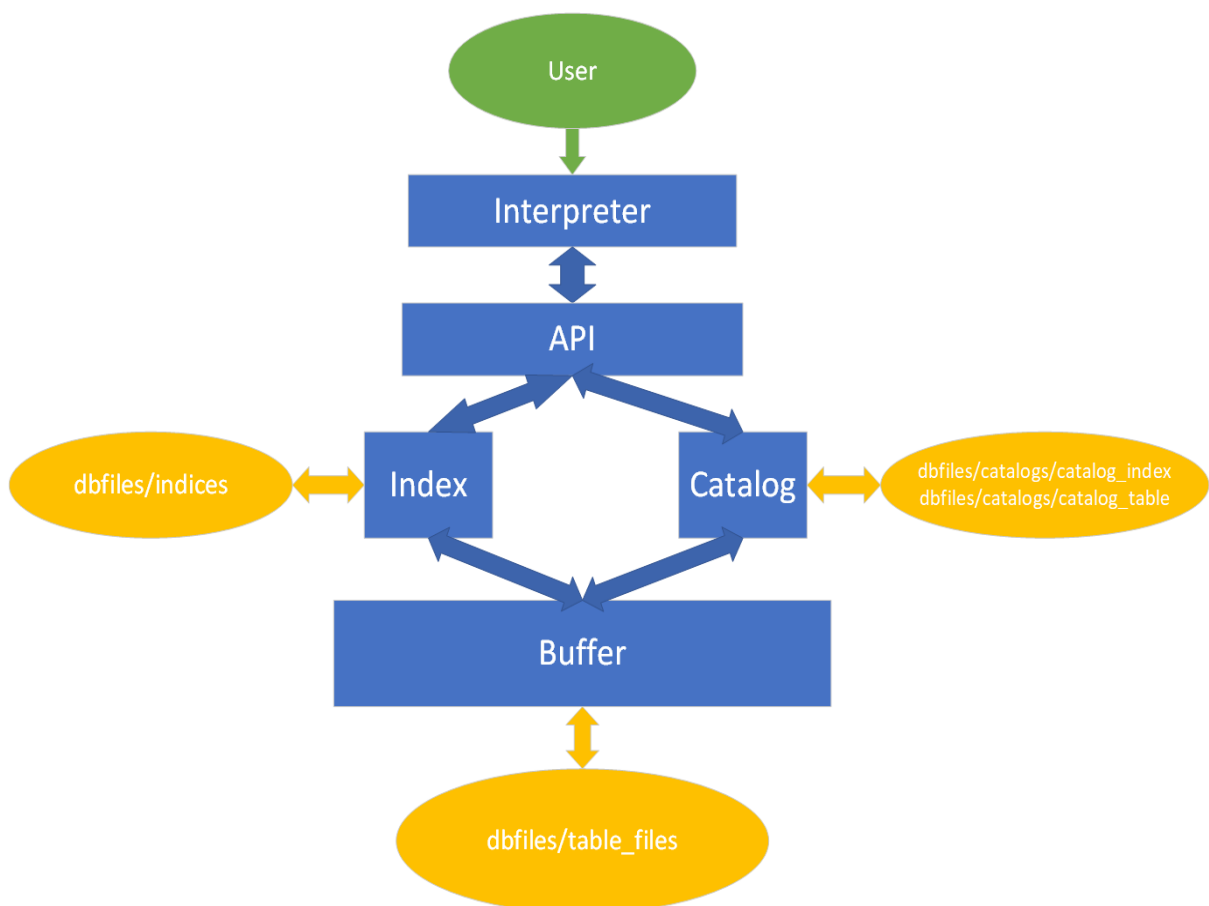 User
Interpreter
API
dbfiles/indices
Index
Catalog
dbfiles/catalogs/catalog_index
dbfiles/catalogs/catalog_table
Buffer
dbfiles/table_files